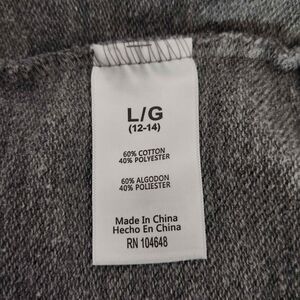 L/G
(12-14)
60% COTTON
40% POLYESTER
60% ALGODON
40% POLIESTER
Made In China
Hecho En China
RN 104648